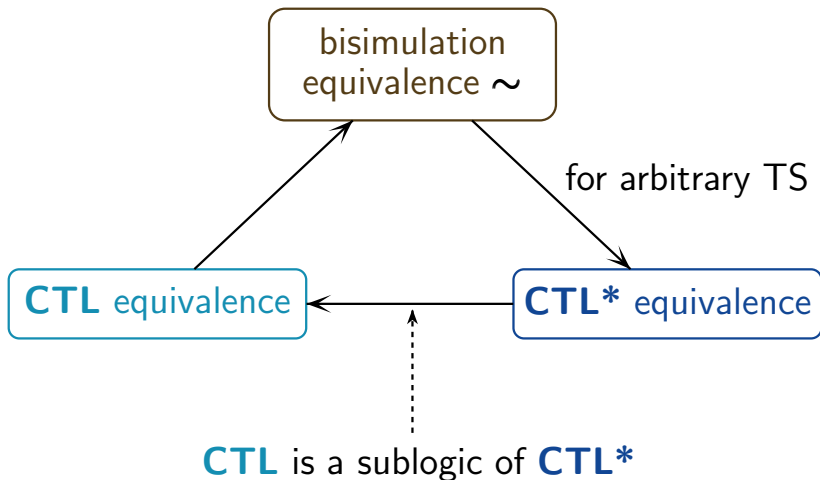 bisimulation
equivalence ~
for arbitrary TS
CTL equivalence
CTL* equivalence
CTL is a sublogic of CTL*